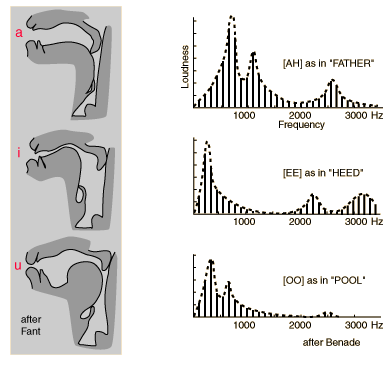 a
i
u
after
Fant
Loudness
[AH] as in "FATHER"
1000 2000 3000 Hz
Frequency
[EE] as in "HEED"
1000 2000 3000 Hz
[OO] as in "POOL"
1000 2000 3000 Hz
after Benade